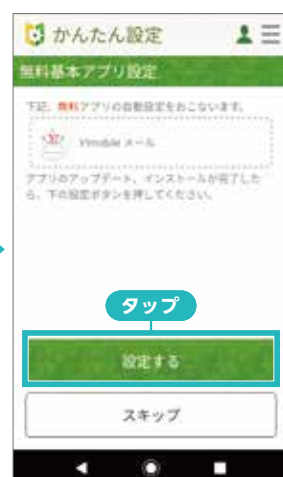 かんたん設定
無料基本アプリ設定
下記、無料アプリの自動設定をおこないます。
Y!mobile メール
アプリのアップデート、インストールが完了した
ら、下の設定ボタンを押してください。
タップ
設定する
スキップ